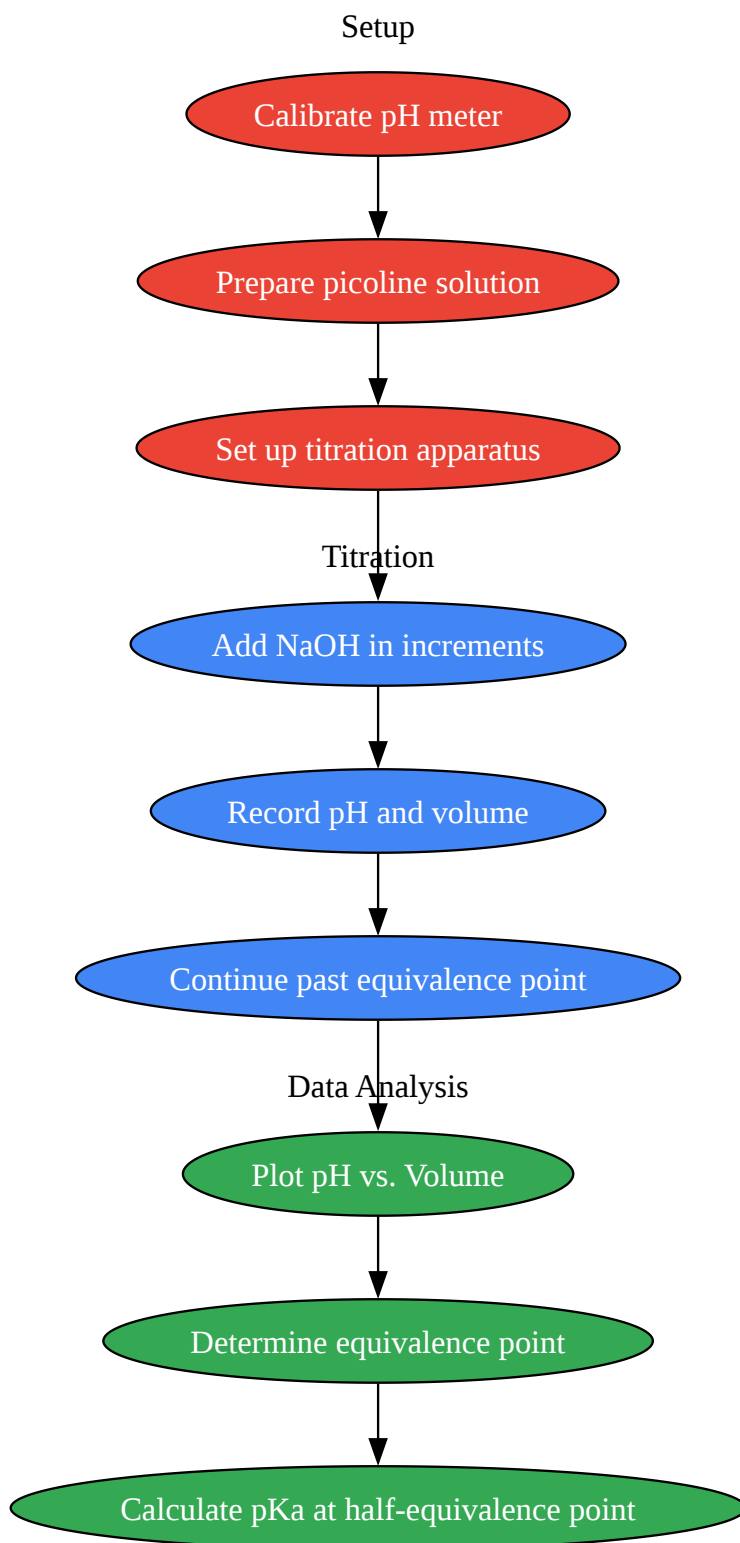 Setup
Calibrate pH meter
Prepare picoline solution
Set up titration apparatus
Titration
Add NaOH in increments
Record pH and volume
Continue past equivalence point
Data Analysis
Plot pH vs. Volume
Determine equivalence point
Calculate pKa at half-equivalence point